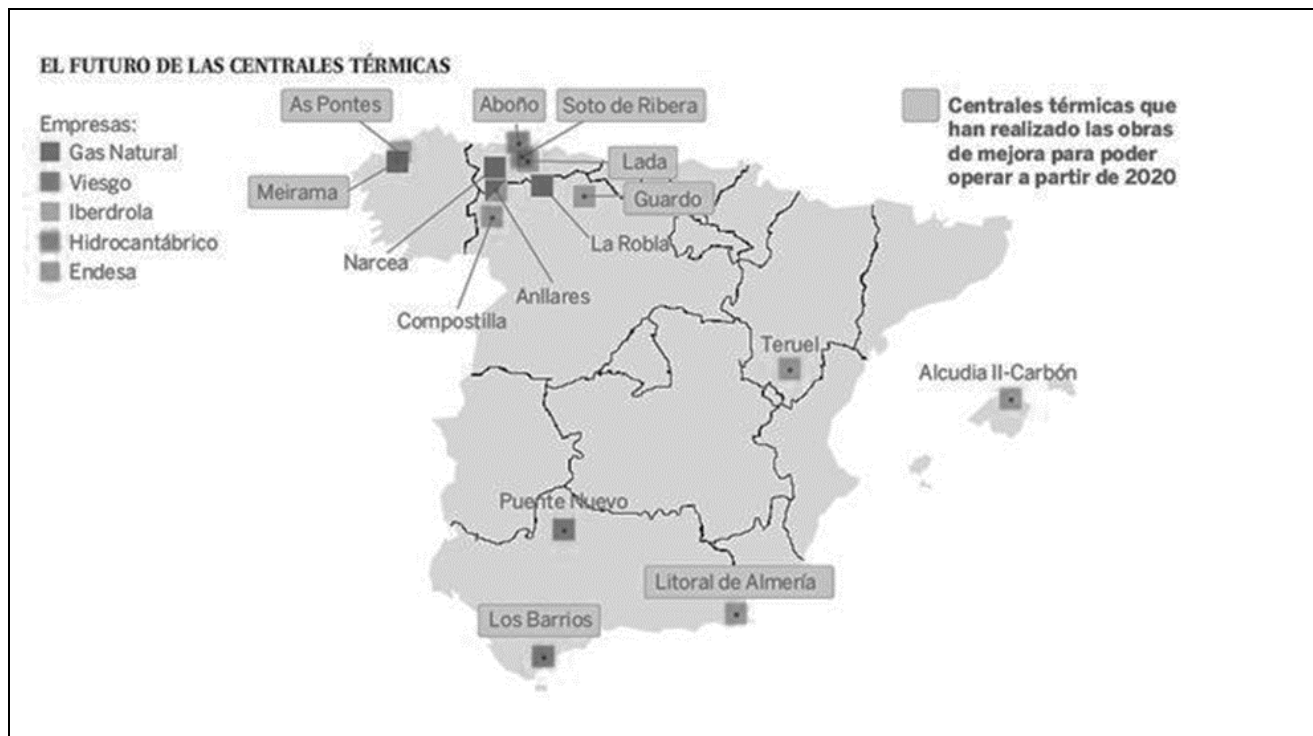 EL FUTURO DE LAS CENTRALES TÉRMICAS
Empresas:
Gas Natural
Viesgo
Iberdrola
Hidrocantábrico
Endesa
As Pontes
Aboño
Soto de Ribera
Lada
Meirama
Guardo
Narcea
La Robla
Anllares
Compostilla
Centrales térmicas que
han realizado las obras
de mejora para poder
operar a partir de 2020
Teruel
Alcudia II-Carbón
Puente Nuevo
Litoral de Almería
Los Barrios